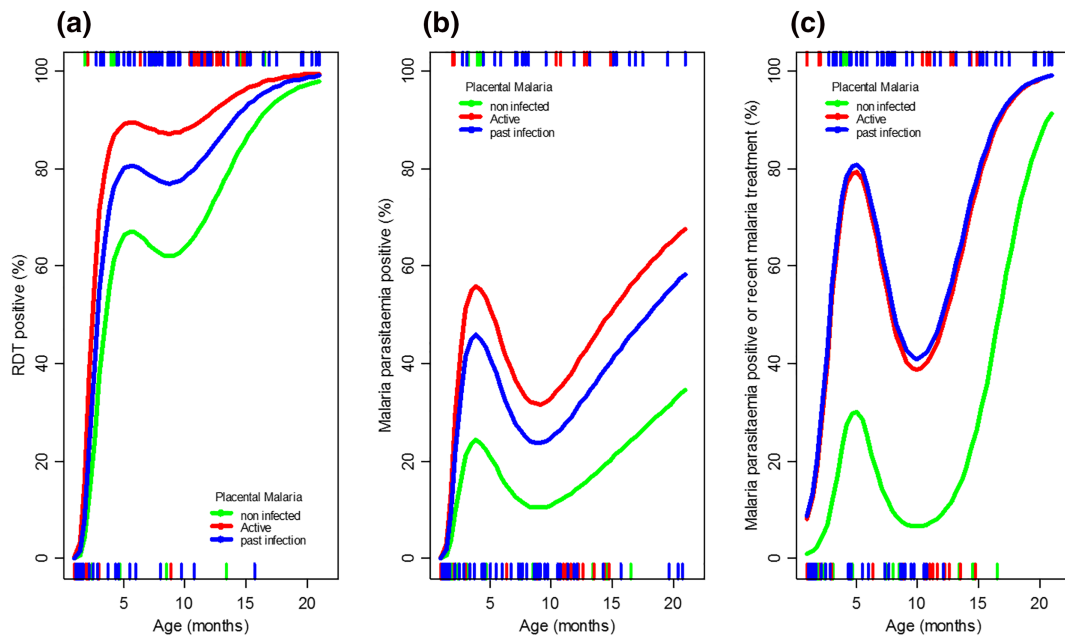 (a)
(b)
(c)
RDT positive (%)
100
80
60
40
20
0
Placental Malaria
non infected
Active
past infection
5
10
15
20
Age (months)
Malaria parasitaemia positive (%)
100
80
60
40
20
0
Placental Malaria
non infected
Active
past infection
5
10
15
20
Age (months)
Malaria parasitaemia positive or recent malaria treatment (%)
100
80
60
40
20
0
Placental Malaria
non infected
Active
past infection
5
10
15
20
Age (months)